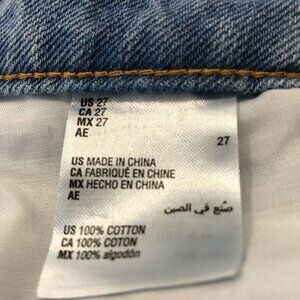 US 27
CA 27
MX 27
AE
27
US MADE IN CHINA
CA FABRIQUÉ EN CHINE
MX HECHO EN CHINA
AE
صنع في الصين
US 100% COTTON
CA 100% COTON
MX 100% algodón